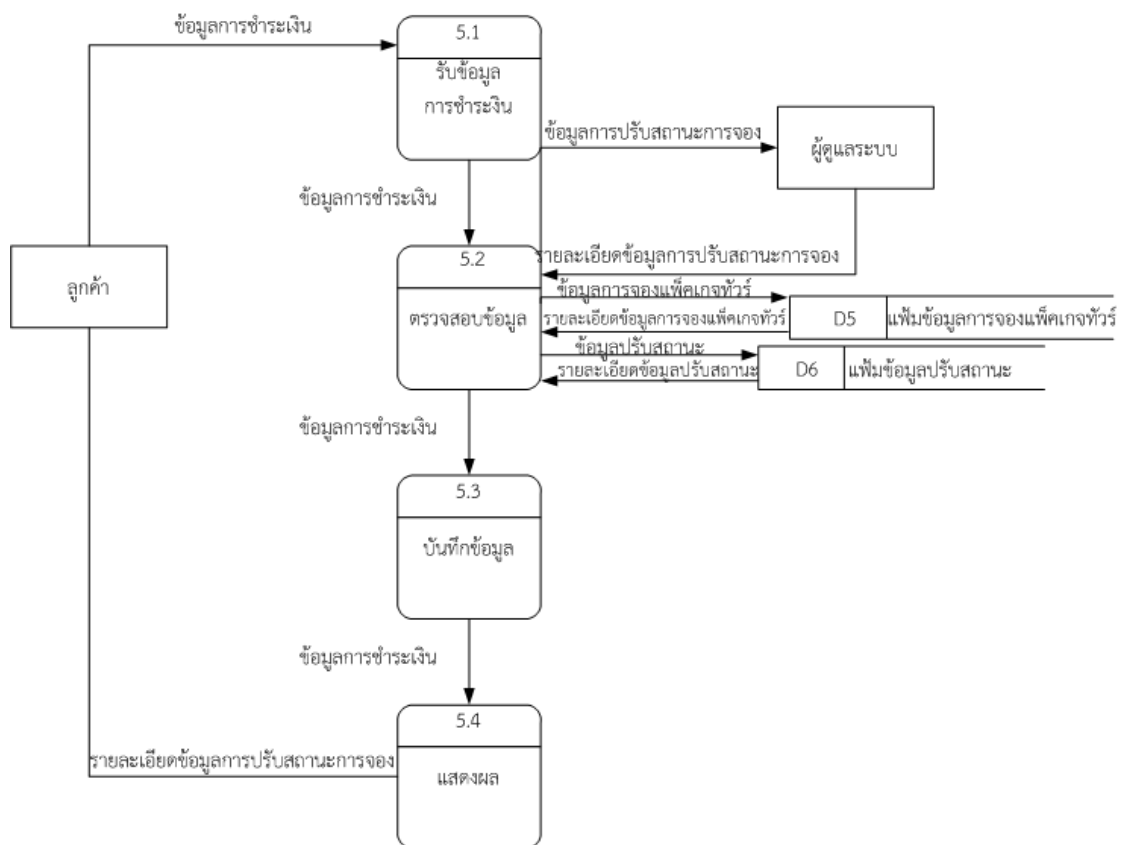 ข้อมูลการชำระเงิน
5.1
รับข้อมูล
การชำระงิน
ข้อมูลการปรับสถานะการจอง
ผู้ดูแลระบบ
ข้อมูลการชำระเงิน
ลูกค้า
5.2
ตรวจสอบข้อมูล
รายละเอียดข้อมูลการปรับสถานะการจอง
ข้อมูลการจองแพ็คเกจทัวร์
รายละเอียดข้อมูลการจองแพ็คเกจทัวร์
D5
แฟ้มข้อมูลการจองแพ็คเกจทัวร์
ข้อมูลปรับสถานะ
รายละเอียดข้อมูลปรับสถานะ
D6
แฟ้มข้อมูลปรับสถานะ
ข้อมูลการชำระเงิน
5.3
บันทึกข้อมูล
ข้อมูลการชำระเงิน
5.4
แสดงผล
รายละเอียดข้อมูลการปรับสถานะการจอง